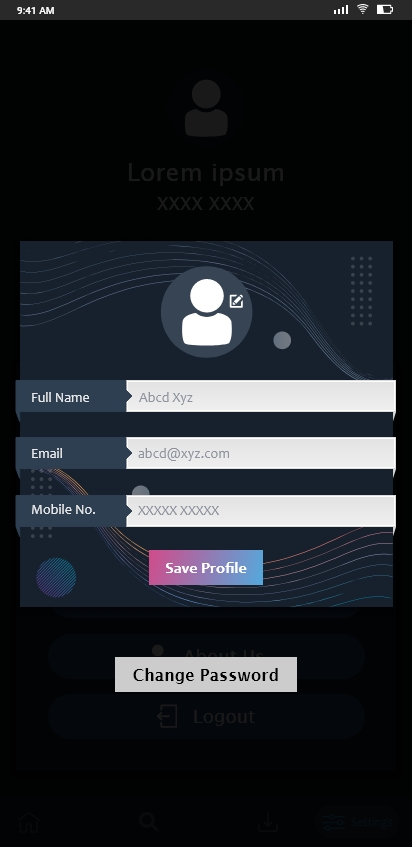 9:41 AM
Lorem ipsum
XXXX XXXX
Full Name
Abcd Xyz
Email
abcd@xyz.com
Mobile No.
XXXXX XXXXX
Save Profile
About Us
Change Password
Logout
Settings